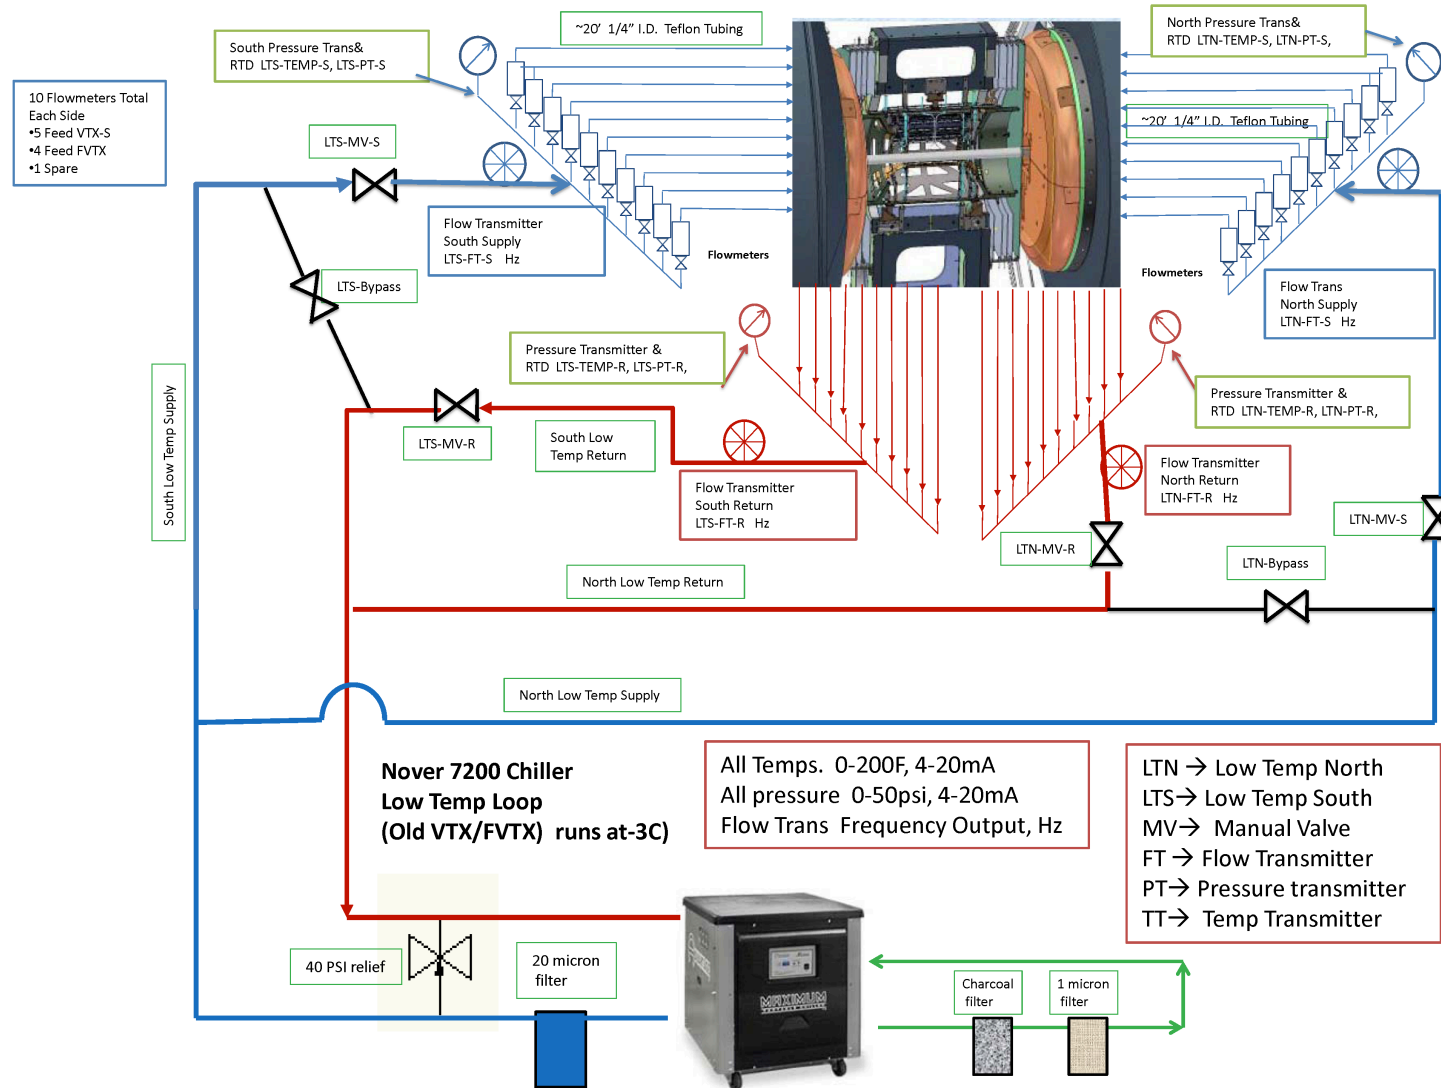 ~20' 1/4" I.D. Teflon Tubing
South Pressure Trans&
RTD LTS-TEMP-S, LTS-PT-S
North Pressure Trans&
RTD LTN-TEMP-S, LTN-PT-S,
10 Flowmeters Total
Each Side
•5 Feed VTX-S
•4 Feed FVTX
•1 Spare
~20' 1/4" I.D. Teflon Tubing
LTS-MV-S
Flow Transmitter
South Supply
LTS-FT-S Hz
Flowmeters
Flowmeters
LTS-Bypass
Flow Trans
North Supply
LTN-FT-S Hz
Pressure Transmitter &
RTD LTS-TEMP-R, LTS-PT-R,
Pressure Transmitter &
RTD LTN-TEMP-R, LTN-PT-R,
South Low Temp Supply
LTS-MV-R
South Low
Temp Return
Flow Transmitter
South Return
LTS-FT-R Hz
Flow Transmitter
North Return
LTN-FT-R Hz
LTN-MV-S
LTN-MV-R
LTN-Bypass
North Low Temp Return
North Low Temp Supply
Nover 7200 Chiller
Low Temp Loop
(Old VTX/FVTX) runs at-3C)
All Temps. 0-200F, 4-20mA
All pressure 0-50psi, 4-20mA
Flow Trans Frequency Output, Hz
LTN → Low Temp North
LTS→ Low Temp South
MV→ Manual Valve
FT → Flow Transmitter
PT→ Pressure transmitter
TT→ Temp Transmitter
40 PSI relief
20 micron
filter
MAXIMUM
Charcoal
filter
1 micron
filter